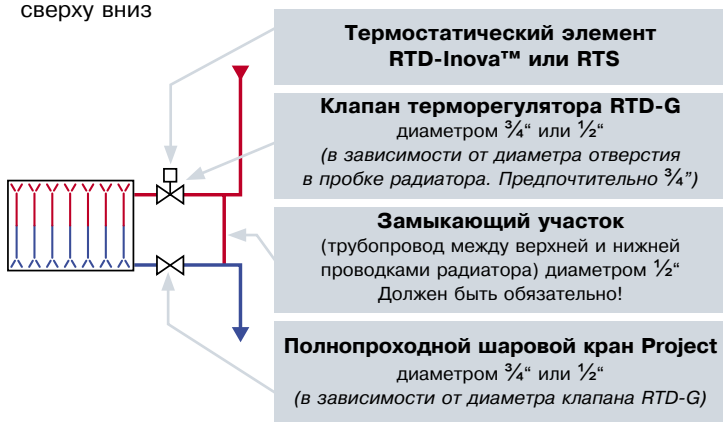 сверху вниз
Термостатический элемент
RTD-Inova™ или RTS
Клапан терморегулятора RTD-G
диаметром ¾“ или ½“
(в зависимости от диаметра отверстия
в пробке радиатора. Предпочтительно ¾”)
Замыкающий участок
(трубопровод между верхней и нижней
проводками радиатора) диаметром ½“
Должен быть обязательно!
Полнопроходной шаровой кран Project
диаметром ¾“ или ½“
(в зависимости от диаметра клапана RTD-G)